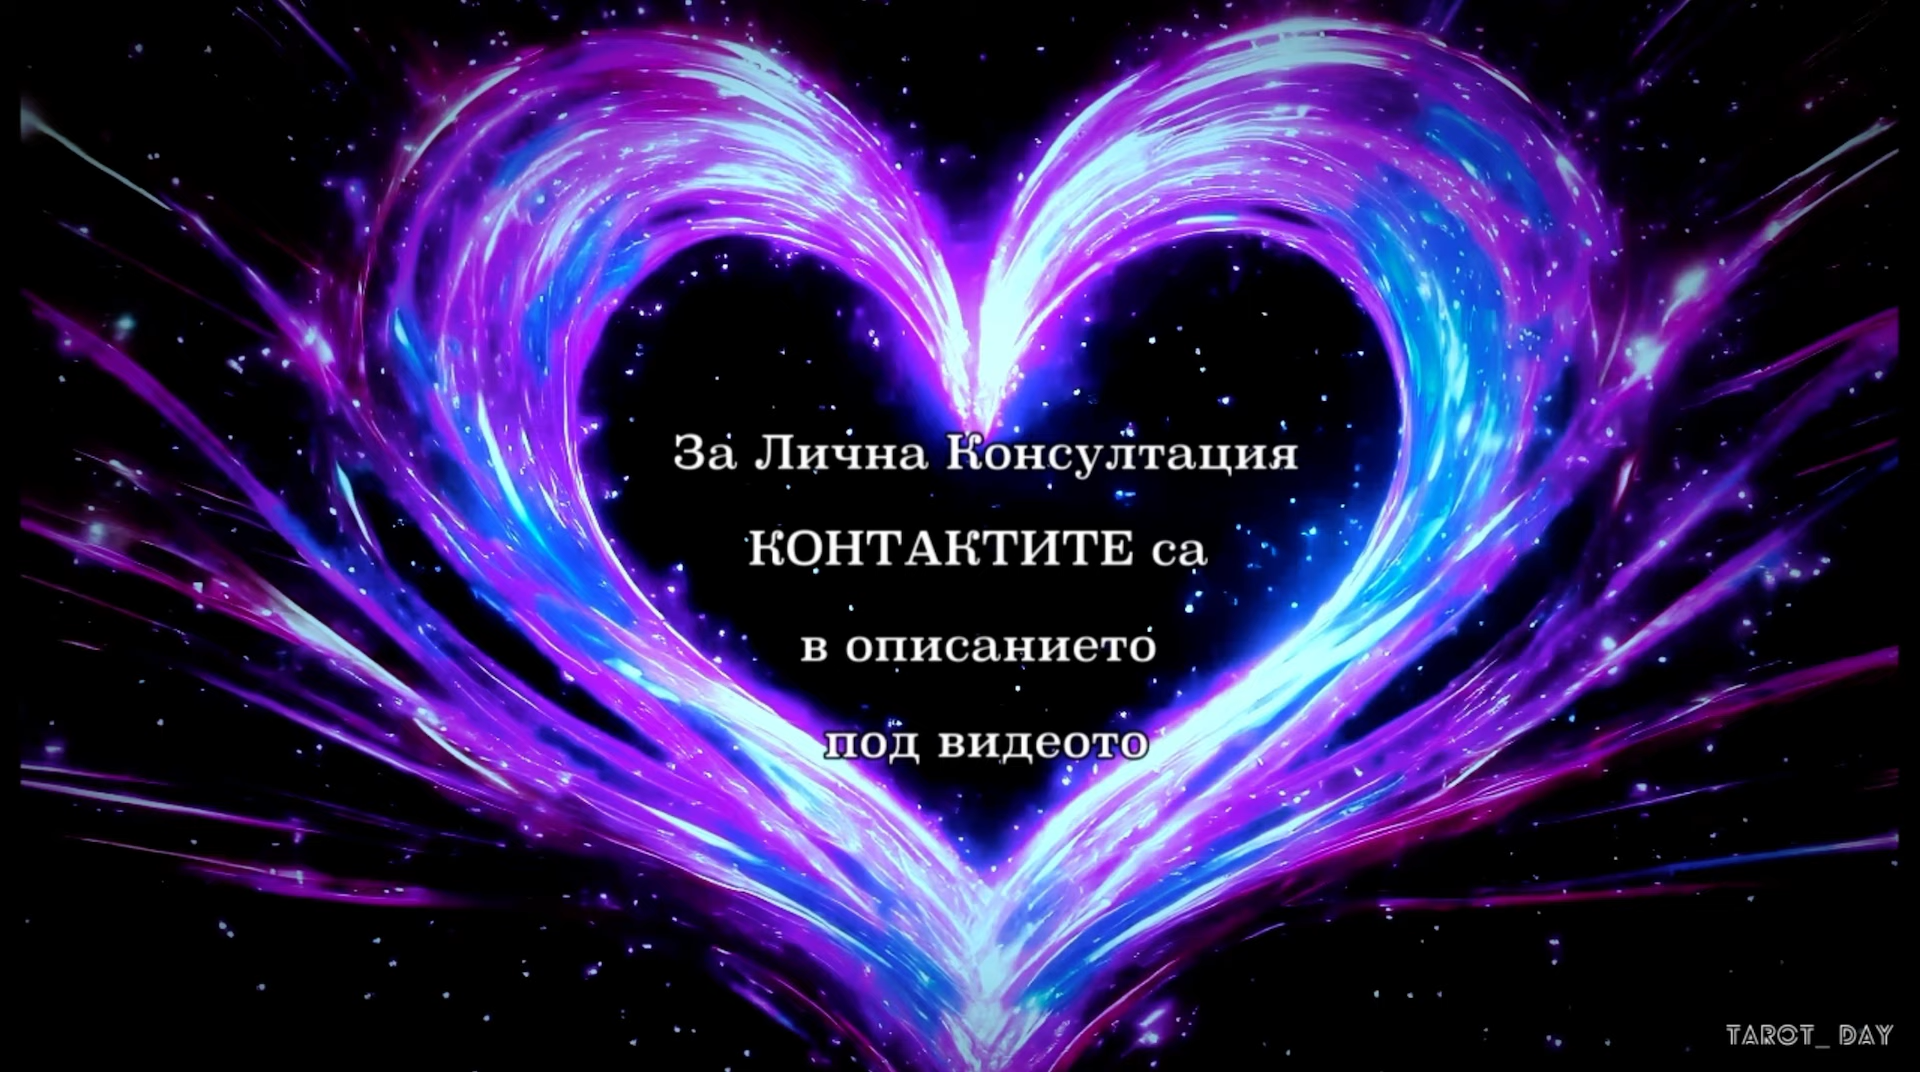 За Лична Консултация
КОНТАКТИТЕ са
в описанието
под видеото
TAROT_ DAY